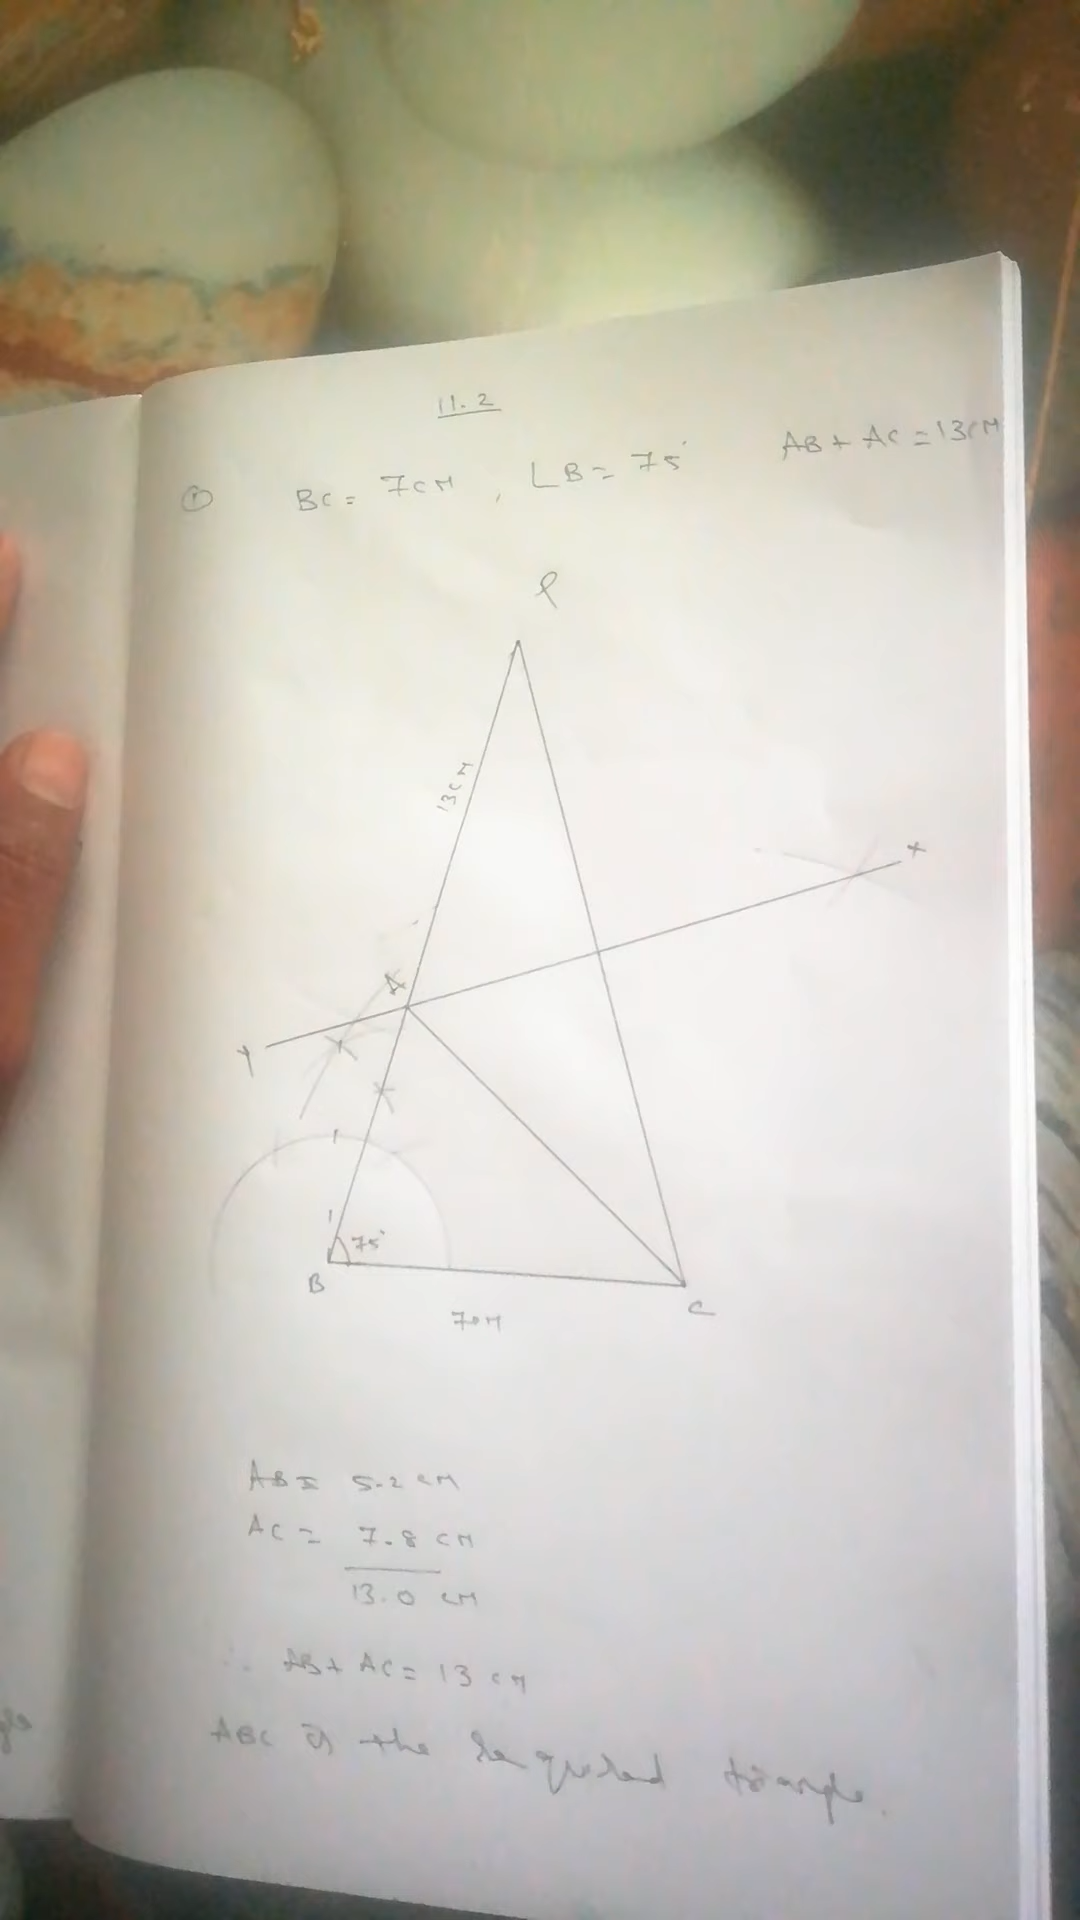 11.2
① BC = 7CM , ∠B = 75° AB + AC = 13CM
P
13CM
X
A
Y
75°
B
C
7CM
AB = 5.2 CM
AC = 7.8 CM
13.0 CM
∴ AB + AC = 13 CM
ABC is the required triangle.